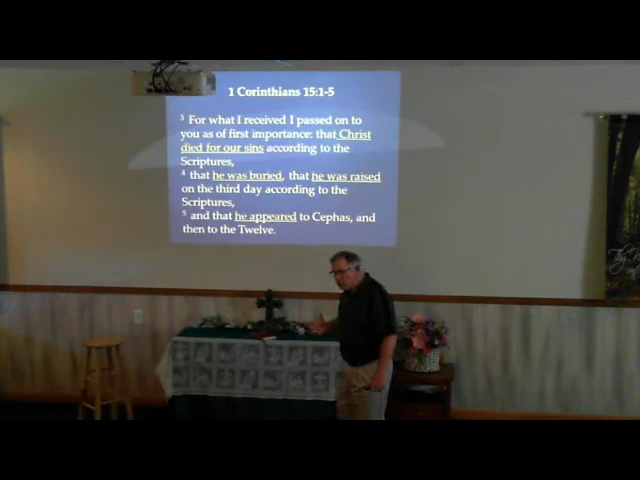 1 Corinthians 15:1-5
3 For what I received I passed on to
you as of first importance: that Christ
died for our sins according to the
Scriptures,
4 that he was buried, that he was raised
on the third day according to the
Scriptures,
5 and that he appeared to Cephas, and
then to the Twelve.